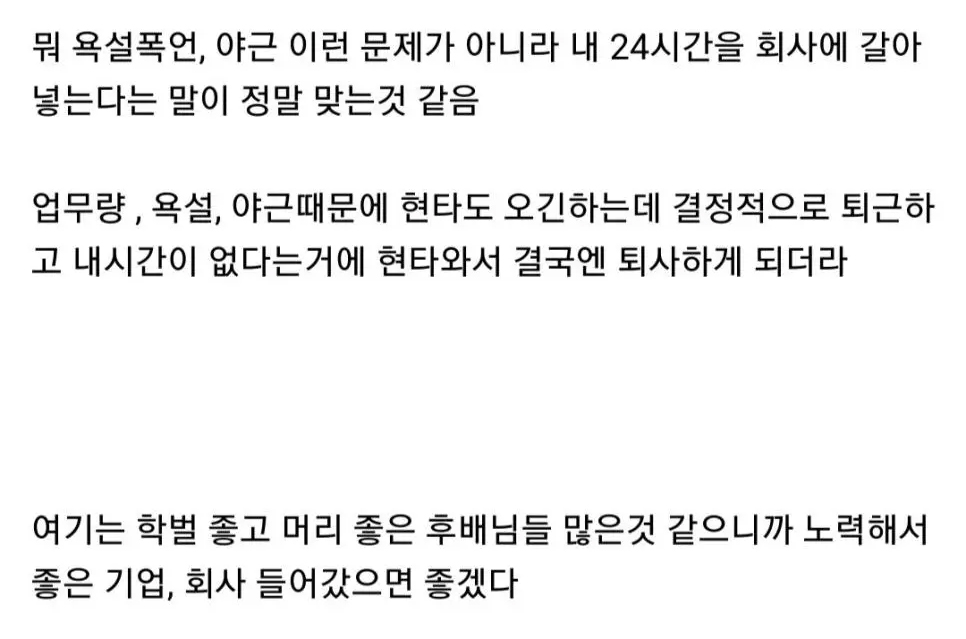 뭐 욕설폭언, 야근 이런 문제가 아니라 내 24시간을 회사에 갈아
넣는다는 말이 정말 맞는것 같음
업무량 , 욕설, 야근때문에 현타도 오긴하는데 결정적으로 퇴근하
고 내시간이 없다는거에 현타와서 결국엔 퇴사하게 되더라
여기는 학벌 좋고 머리 좋은 후배님들 많은것 같으니까 노력해서
좋은 기업, 회사 들어갔으면 좋겠다